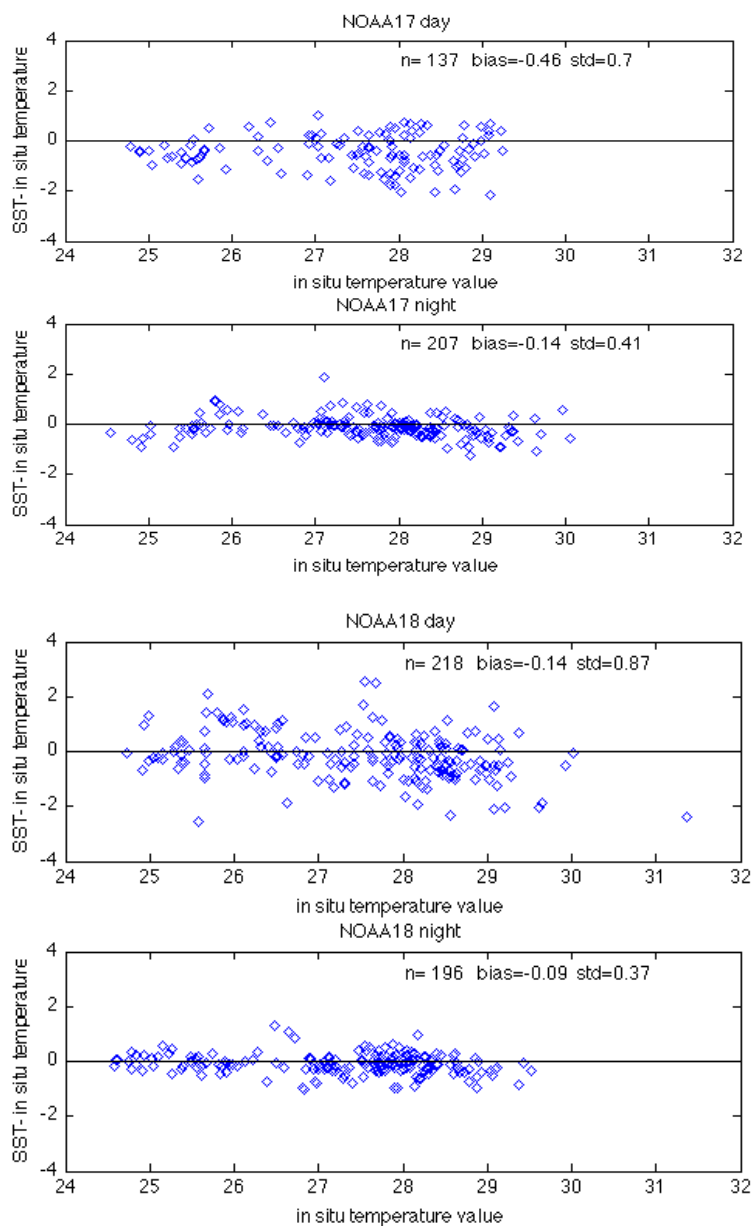 NOAA17 day
n= 137 bias=-0.46 std=0.7
SST- in situ temperature
4
2
0
-2
-4
24 25 26 27 28 29 30 31 32
in situ temperature value
NOAA17 night
n= 207 bias=-0.14 std=0.41
SST- in situ temperature
4
2
0
-2
-4
24 25 26 27 28 29 30 31 32
in situ temperature value
NOAA18 day
n= 218 bias=-0.14 std=0.87
SST- in situ temperature
4
2
0
-2
-4
24 25 26 27 28 29 30 31 32
in situ temperature value
NOAA18 night
n= 196 bias=-0.09 std=0.37
SST- in situ temperature
4
2
0
-2
-4
24 25 26 27 28 29 30 31 32
in situ temperature value